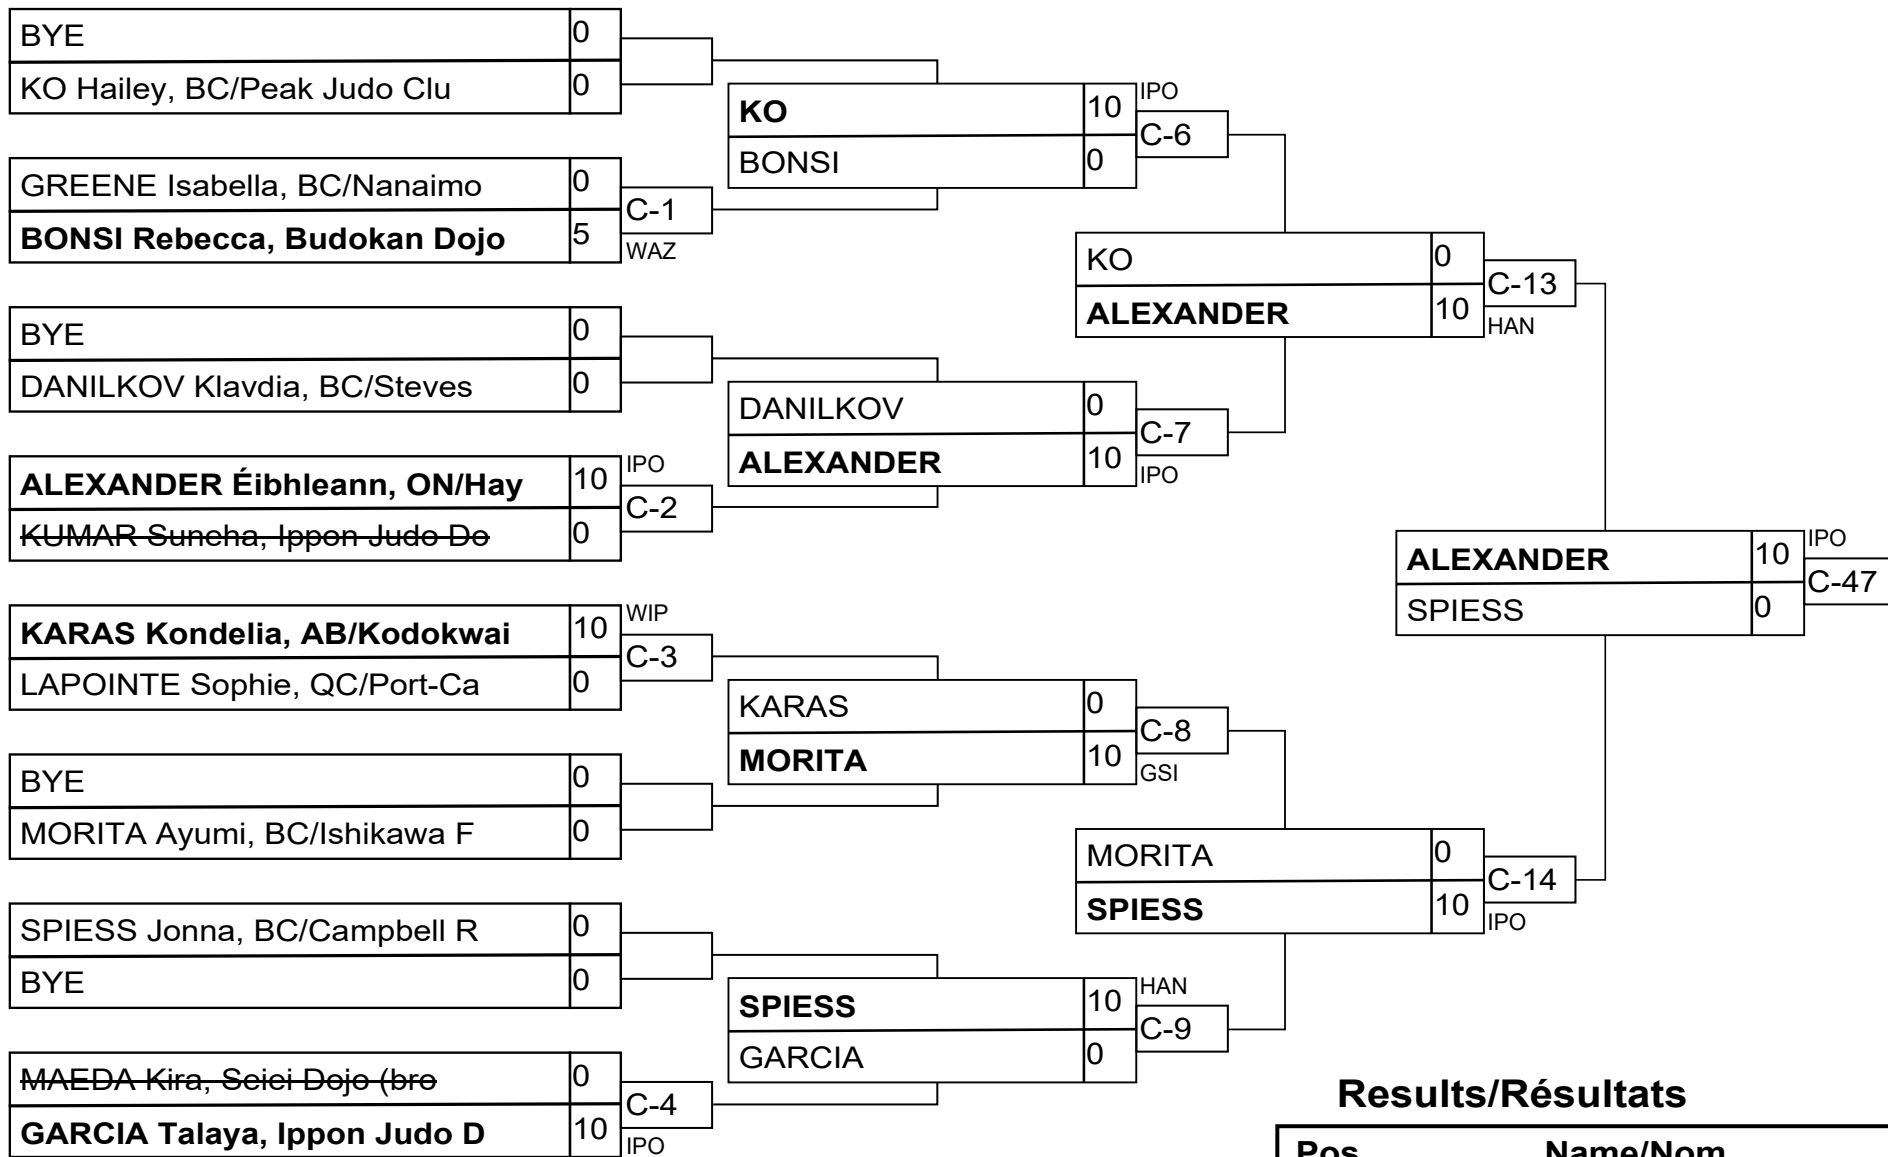 BYE 0
KO Hailey, BC/Peak Judo Clu 0
GREENE Isabella, BC/Nanaimo 0
BONSI Rebecca, Budokan Dojo 5
C-1
WAZ
BYE 0
DANILKOV Klavdia, BC/Steves 0
ALEXANDER Éibhleann, ON/Hay 10
IPO
C-2
KUMAR Suneha, Ippon Judo Do 0
KARAS Kondelia, AB/Kodokwai 10
WIP
C-3
LAPOINTE Sophie, QC/Port-Ca 0
BYE 0
MORITA Ayumi, BC/Ishikawa F 0
SPIESS Jonna, BC/Campbell R 0
BYE 0
MAEDA Kira, Seiei Dojo (bro 0
C-4
GARCIA Talaya, Ippon Judo D 10
IPO
KO 10
IPO
C-6
BONSI 0
DANILKOV 0
C-7
ALEXANDER 10
IPO
KARAS 0
C-8
MORITA 10
GSI
SPIESS 10
HAN
C-9
GARCIA 0
KO 0
C-13
ALEXANDER 10
HAN
MORITA 0
C-14
SPIESS 10
IPO
ALEXANDER 10
IPO
C-47
SPIESS 0
Results/Résultats
Pos Name/Nom